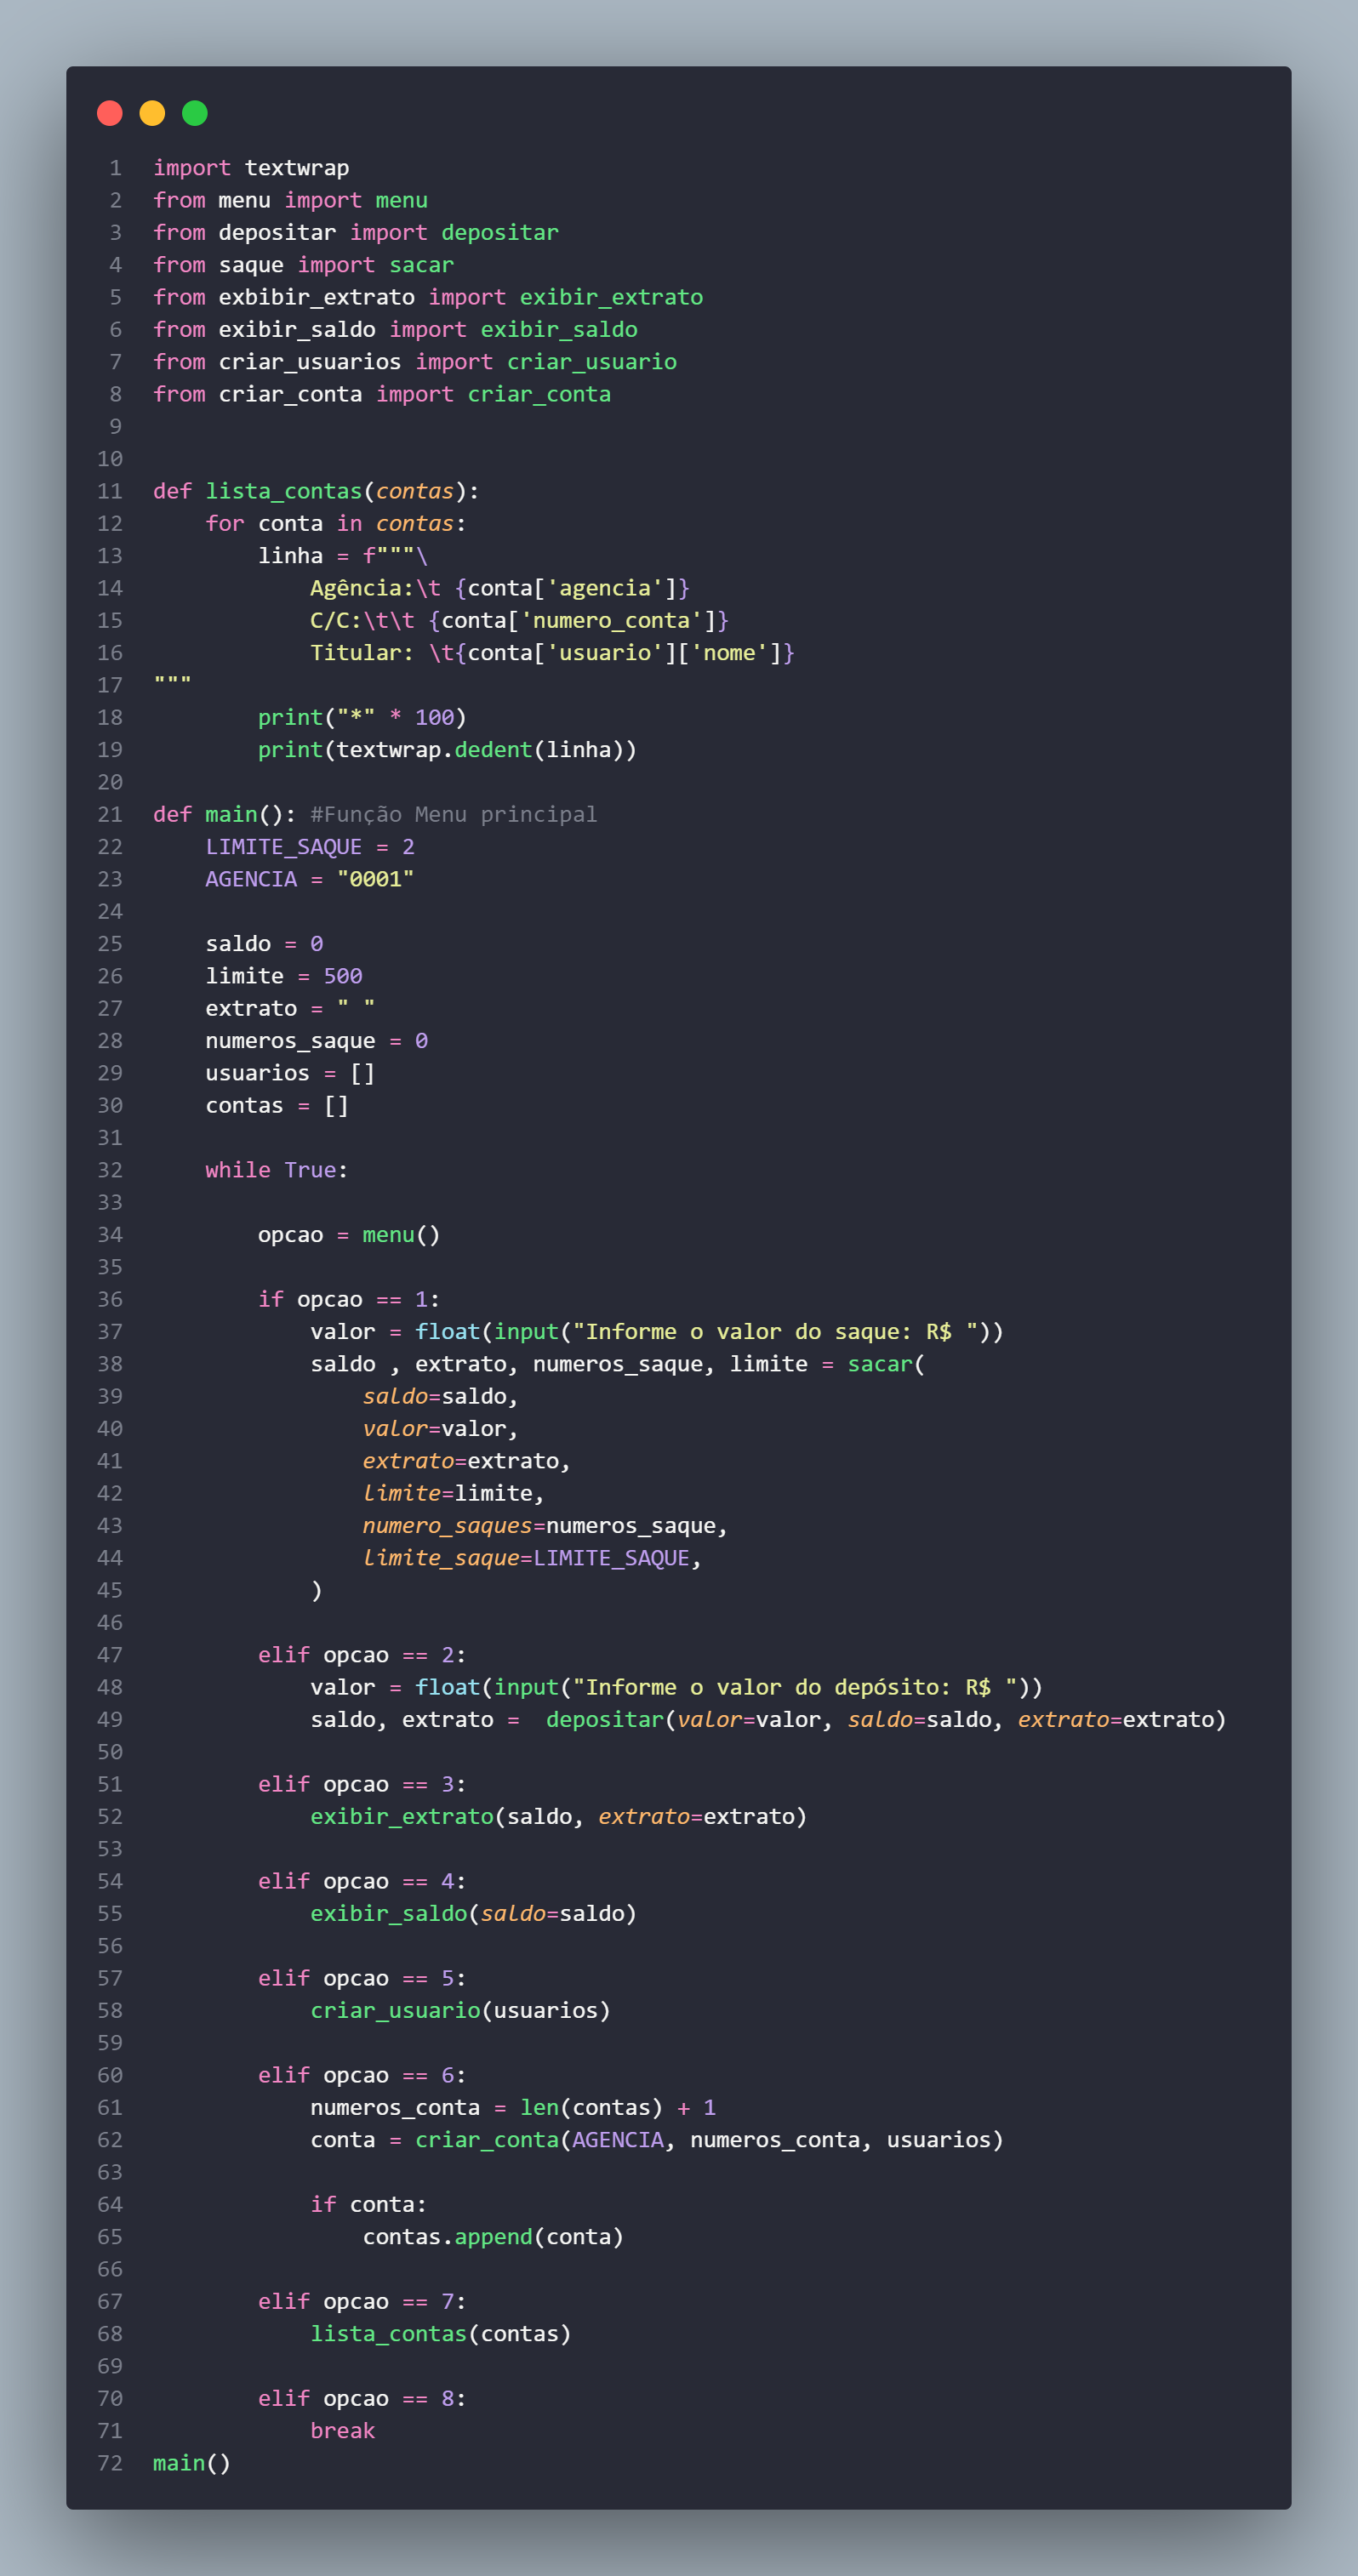 1 import textwrap
2 from menu import menu
3 from depositar import depositar
4 from saque import sacar
5 from exbibir_extrato import exibir_extrato
6 from exibir_saldo import exibir_saldo
7 from criar_usuarios import criar_usuario
8 from criar_conta import criar_conta
9
10
11 def lista_contas(contas):
12     for conta in contas:
13         linha = f"""\
14             Agência:\t {conta['agencia']}
15             C/C:\t\t {conta['numero_conta']}
16             Titular: \t{conta['usuario']['nome']}
17 """
18         print("*" * 100)
19         print(textwrap.dedent(linha))
20
21 def main(): #Função Menu principal
22     LIMITE_SAQUE = 2
23     AGENCIA = "0001"
24
25     saldo = 0
26     limite = 500
27     extrato = " "
28     numeros_saque = 0
29     usuarios = []
30     contas = []
31
32     while True:
33
34         opcao = menu()
35
36         if opcao == 1:
37             valor = float(input("Informe o valor do saque: R$ "))
38             saldo , extrato, numeros_saque, limite = sacar(
39                 saldo=saldo,
40                 valor=valor,
41                 extrato=extrato,
42                 limite=limite,
43                 numero_saques=numeros_saque,
44                 limite_saque=LIMITE_SAQUE,
45             )
46
47         elif opcao == 2:
48             valor = float(input("Informe o valor do depósito: R$ "))
49             saldo, extrato =  depositar(valor=valor, saldo=saldo, extrato=extrato)
50
51         elif opcao == 3:
52             exibir_extrato(saldo, extrato=extrato)
53
54         elif opcao == 4:
55             exibir_saldo(saldo=saldo)
56
57         elif opcao == 5:
58             criar_usuario(usuarios)
59
60         elif opcao == 6:
61             numeros_conta = len(contas) + 1
62             conta = criar_conta(AGENCIA, numeros_conta, usuarios)
63
64             if conta:
65                 contas.append(conta)
66
67         elif opcao == 7:
68             lista_contas(contas)
69
70         elif opcao == 8:
71             break
72 main()